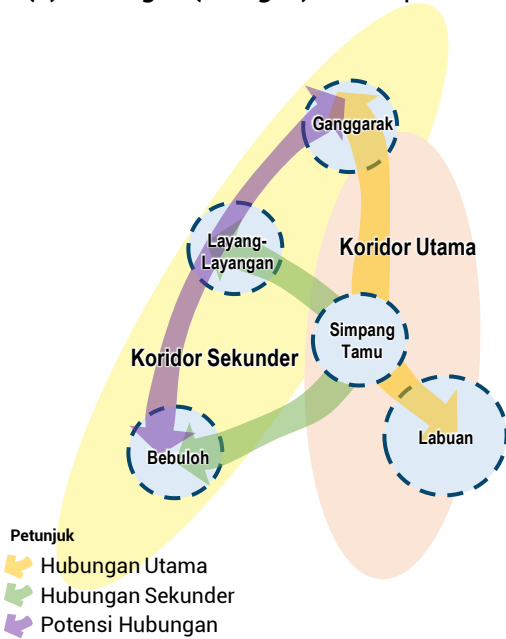 Ganggarak
Layang-
Layangan
Koridor Utama
Simpang
Tamu
Koridor Sekunder
Labuan
Bebuloh
Petunjuk
Hubungan Utama
Hubungan Sekunder
Potensi Hubungan